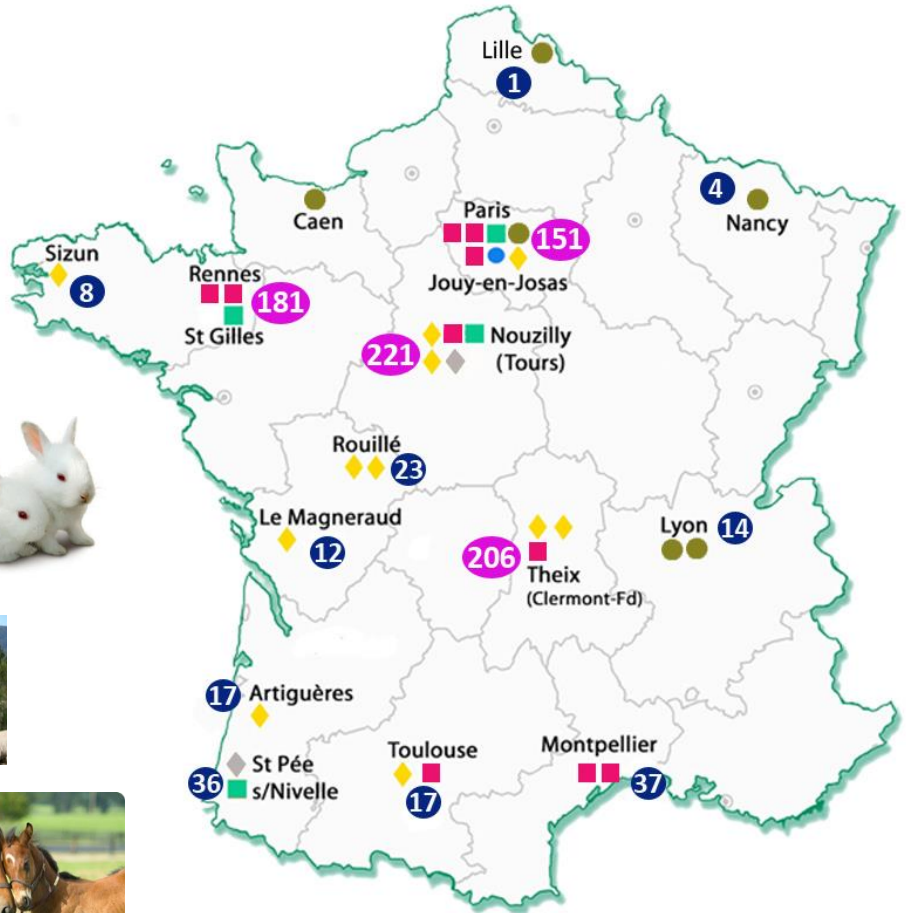 Lille
1
4
Nancy
Caen
Paris
151
Jouy-en-Josas
Sizun
8
Rennes
181
St Gilles
221
Nouzilly
(Tours)
Rouillé
23
Le Magneraud
12
206
Theix
(Clermont-Fd)
Lyon
14
17
Artiguères
St Pée
36
s/Nivelle
Toulouse
17
Montpellier
37